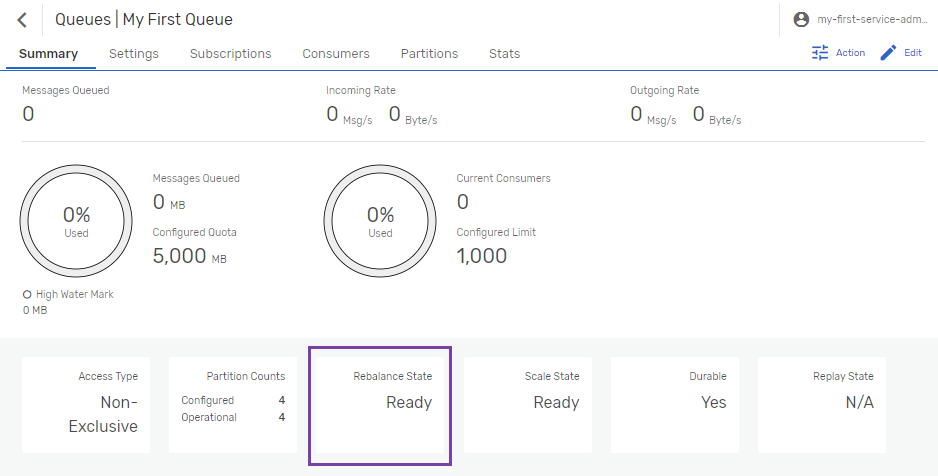 Queues | My First Queue
my-first-service-adm...
Summary Settings Subscriptions Consumers Partitions Stats
Action Edit
Messages Queued
0
Incoming Rate
0 Msg/s 0 Byte/s
Outgoing Rate
0 Msg/s 0 Byte/s
0%
Used
Messages Queued
0 MB
Configured Quota
5,000 MB
High Water Mark
0 MB
0%
Used
Current Consumers
0
Configured Limit
1,000
Access Type
Non-
Exclusive
Partition Counts
Configured 4
Operational 4
Rebalance State
Ready
Scale State
Ready
Durable
Yes
Replay State
N/A